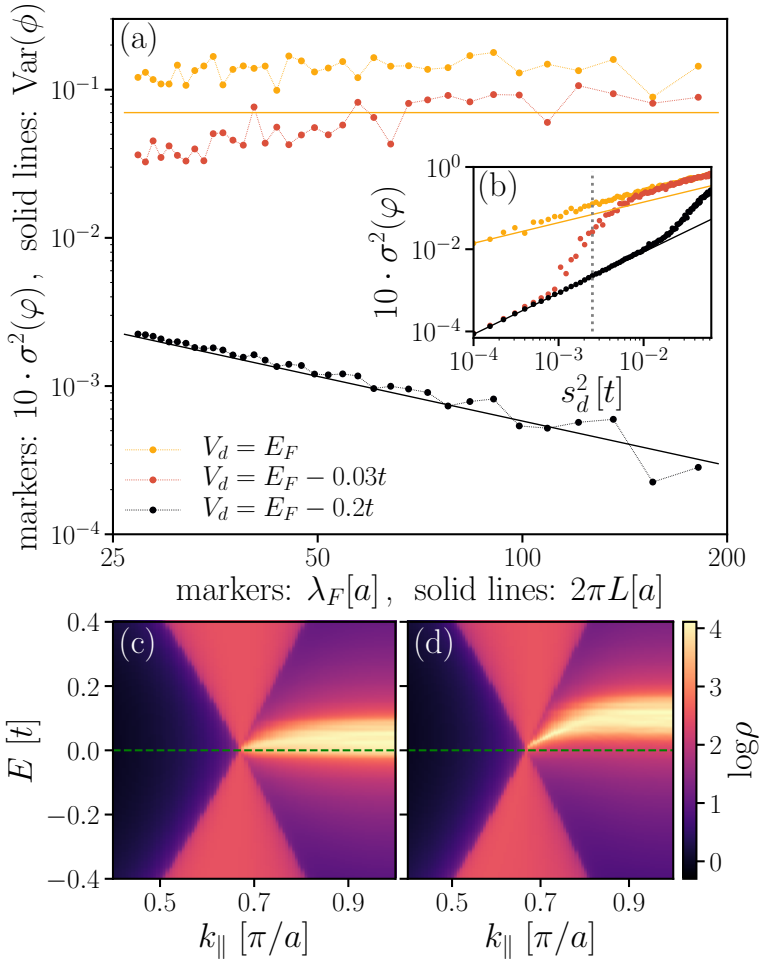 (a)
markers: 10 · σ²(φ) , solid lines: Var(ϕ)
10⁻¹
10⁻²
10⁻³
10⁻⁴
V_d = E_F
V_d = E_F − 0.03t
V_d = E_F − 0.2t
25
50
100
200
markers: λ_F[a] , solid lines: 2πL[a]
(b)
10 · σ²(φ)
10⁰
10⁻²
10⁻⁴
10⁻⁴
10⁻³
10⁻²
s_d² [t]
(c)
(d)
E [t]
0.4
0.2
0.0
−0.2
−0.4
0.5
0.7
0.9
0.5
0.7
0.9
k_∥ [π/a]
k_∥ [π/a]
4
3
2
1
0
logρ